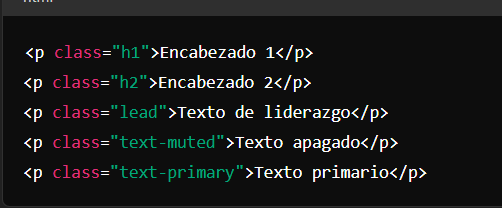 <p class="h1">Encabezado 1</p>
<p class="h2">Encabezado 2</p>
<p class="lead">Texto de liderazgo</p>
<p class="text-muted">Texto apagado</p>
<p class="text-primary">Texto primario</p>